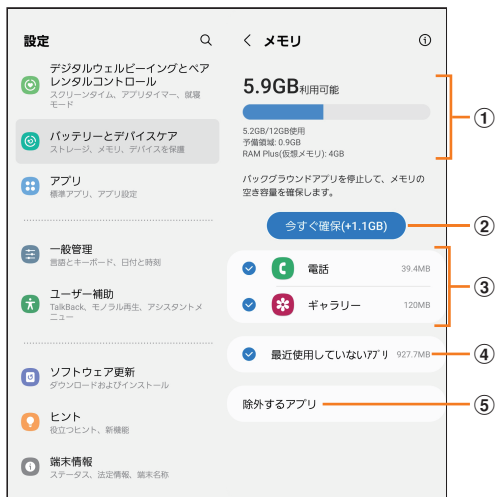 設定
デジタルウェルビーイングとペア
レンタルコントロール
スクリーンタイム、アプリタイマー、就寝
モード
バッテリーとデバイスケア
ストレージ、メモリ、デバイスを保護
アプリ
標準アプリ、アプリ設定
一般管理
言語とキーボード、日付と時刻
ユーザー補助
TalkBack、モノラル再生、アシスタントメ
ニュー
ソフトウェア更新
ダウンロードおよびインストール
ヒント
役立つヒント、新機能
端末情報
ステータス、法定情報、端末名称
メモリ
5.9GB利用可能
5.2GB/12GB使用
予備領域: 0.9GB
RAM Plus(仮想メモリ): 4GB
バックグラウンドアプリを停止して、メモリの
空き容量を確保します。
今すぐ確保(+1.1GB)
電話 39.4MB
ギャラリー 120MB
最近使用していないアプリ 927.7MB
除外するアプリ
①
②
③
④
⑤